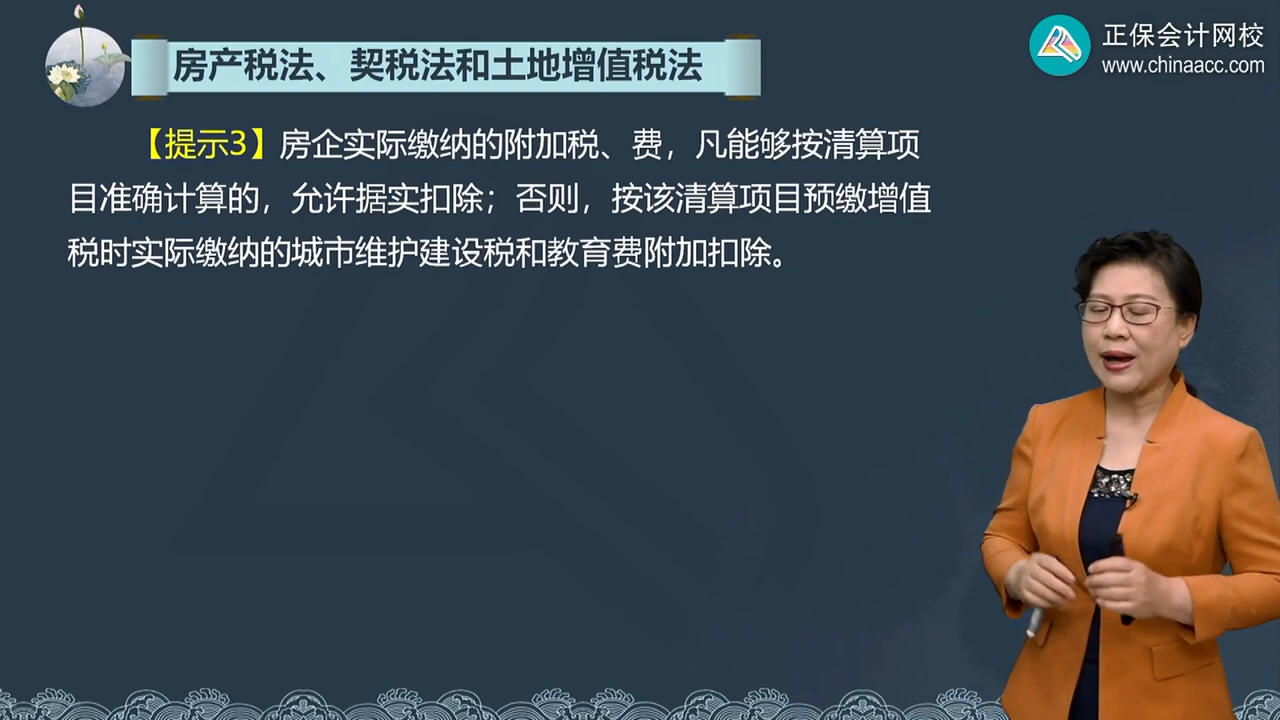 房产税法、契税法和土地增值税法
正保会计网校
www.chinaacc.com
【提示3】房企实际缴纳的附加税、费，凡能够按清算项
目准确计算的，允许据实扣除；否则，按该清算项目预缴增值
税时实际缴纳的城市维护建设税和教育费附加扣除。